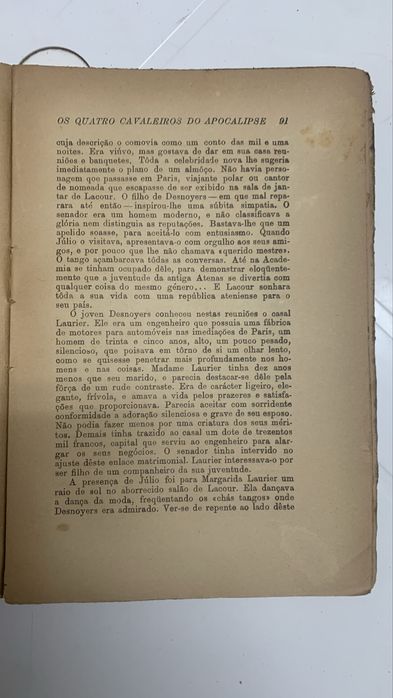 OS QUATRO CAVALEIROS DO APOCALIPSE 91
cuja descrição o comovia como um conto das mil e uma
noites. Era viúvo, mas gostava de dar em sua casa reu-
niões e banquetes. Tôda a celebridade nova lhe sugeria
imediatamente o plano de um almôço. Não havia perso-
nagem que passasse em Paris, viajante polar ou cantor
de nomeada que escapasse de ser exibido na sala de jan-
tar de Lacour. O filho de Desnoyers — em que mal repa-
rara até então — inspirou-lhe uma súbita simpatia. O
senador era um homem moderno, e não classificava a
glória nem distinguia as reputações. Bastava-lhe que um
apelido soasse, para aceitá-lo com entusiasmo. Quando
Júlio o visitava, apresentava-o com orgulho aos seus ami-
gos, e por pouco que lhe não chamava «querido mestre».
O tango açambarcava tôdas as conversas. Até na Acade-
mia se tinham ocupado dêle, para demonstrar eloqüente-
mente que a juventude da antiga Atenas se divertia com
qualquer coisa do mesmo género... E Lacour sonhara
tôda a sua vida com uma república ateniense para o
seu país.
O jovem Desnoyers conheceu nestas reuniões o casal
Laurier. Ele era um engenheiro que possuia uma fábrica
de motores para automóveis nas imediações de Paris, um
homem de trinta e cinco anos, alto, um pouco pesado,
silencioso, que poisava em tôrno de si um olhar lento,
como se quisesse penetrar mais profundamente nos ho-
mens e nas coisas. Madame Laurier tinha dez anos
menos que seu marido, e parecia destacar-se dêle pela
fôrça de um rude contraste. Era de carácter ligeiro, ele-
gante, frívola, e amava a vida pelos prazeres e satisfa-
ções que proporcionava. Parecia aceitar com sorridente
conformidade a adoração silenciosa e grave de seu esposo.
Não podia fazer menos por uma criatura dos seus méri-
tos. Demais tinha trazido ao casal um dote de trezentos
mil francos, capital que serviu ao engenheiro para alar-
gar os seus negócios. O senador tinha intervido no
ajuste dêste enlace matrimonial. Laurier interessava-o por
ser filho de um companheiro da sua juventude.
A presença de Júlio foi para Margarida Laurier um
raio de sol no aborrecido salão de Lacour. Ela dançava
a dança da moda, freqüentando os «chás tangos» onde
Desnoyers era admirado. Ver-se de repente ao lado dêste